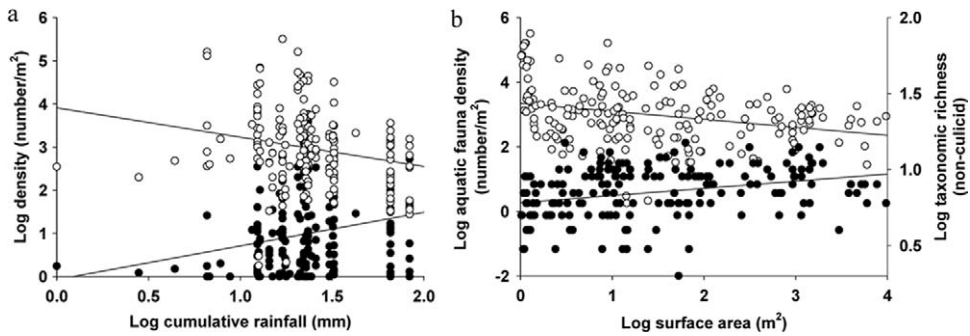 a
6
5
4
3
2
1
0
Log density (number/m²)
0.0
0.5
1.0
1.5
2.0
Log cumulative rainfall (mm)
b
6
4
2
0
-2
Log aquatic fauna density
(number/m²)
0
1
2
3
4
Log surface area (m²)
2.0
1.5
1.0
0.5
Log taxonomic richness
(non-culicid)